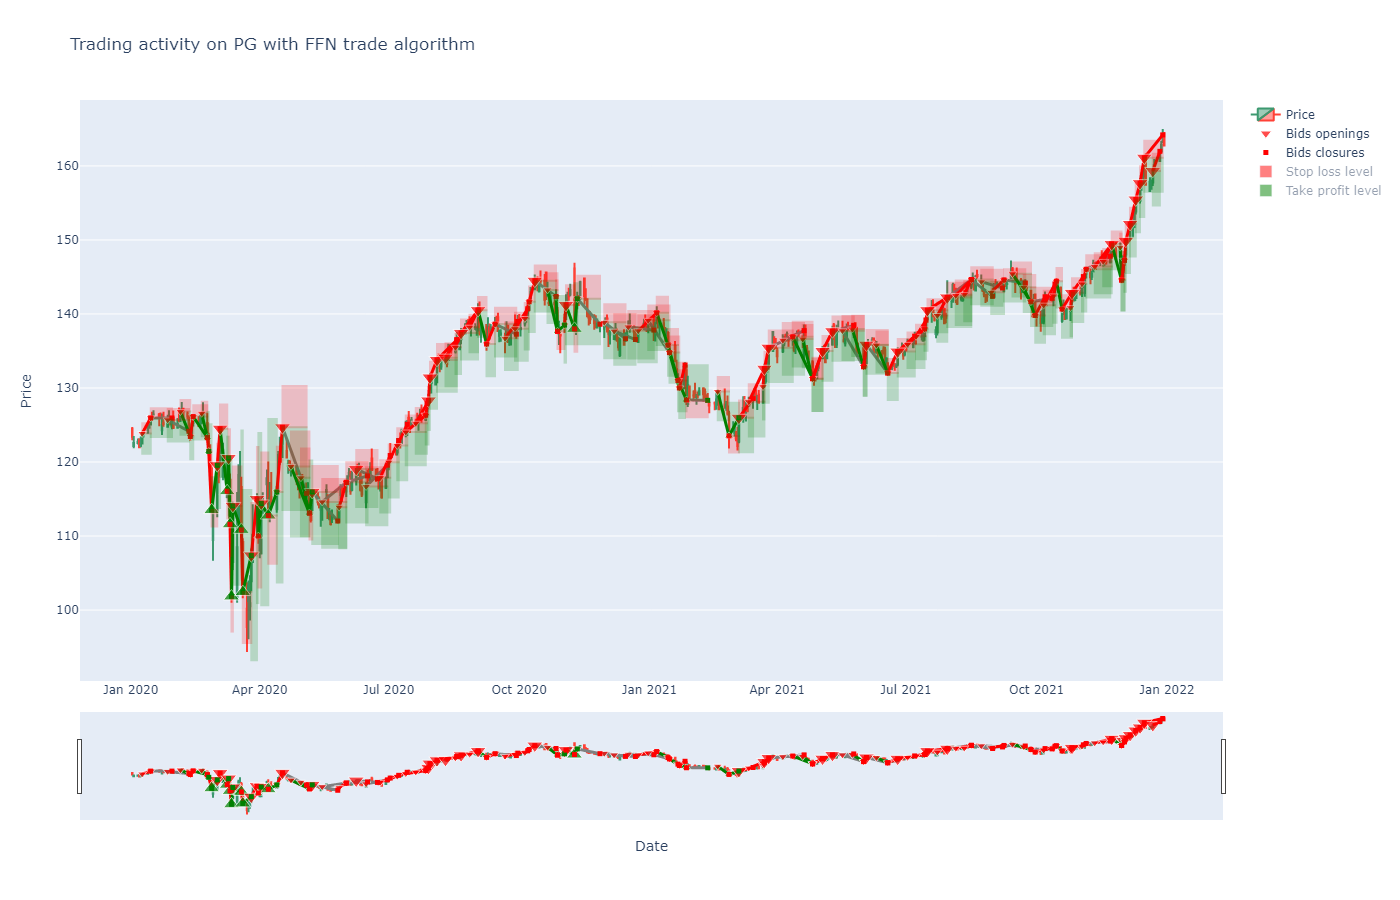 Trading activity on PG with FFN trade algorithm
Price
Bids openings
Bids closures
Stop loss level
Take profit level
160
150
140
130
120
110
100
Price
Jan 2020
Apr 2020
Jul 2020
Oct 2020
Jan 2021
Apr 2021
Jul 2021
Oct 2021
Jan 2022
Date